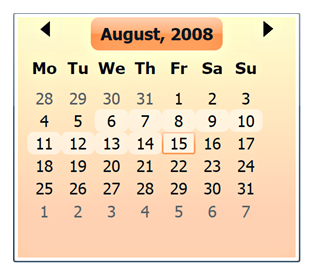 August, 2008
Mo Tu We Th Fr Sa Su
28 29 30 31 1 2 3
4 5 6 7 8 9 10
11 12 13 14 15 16 17
18 19 20 21 22 23 24
25 26 27 28 29 30 31
1 2 3 4 5 6 7